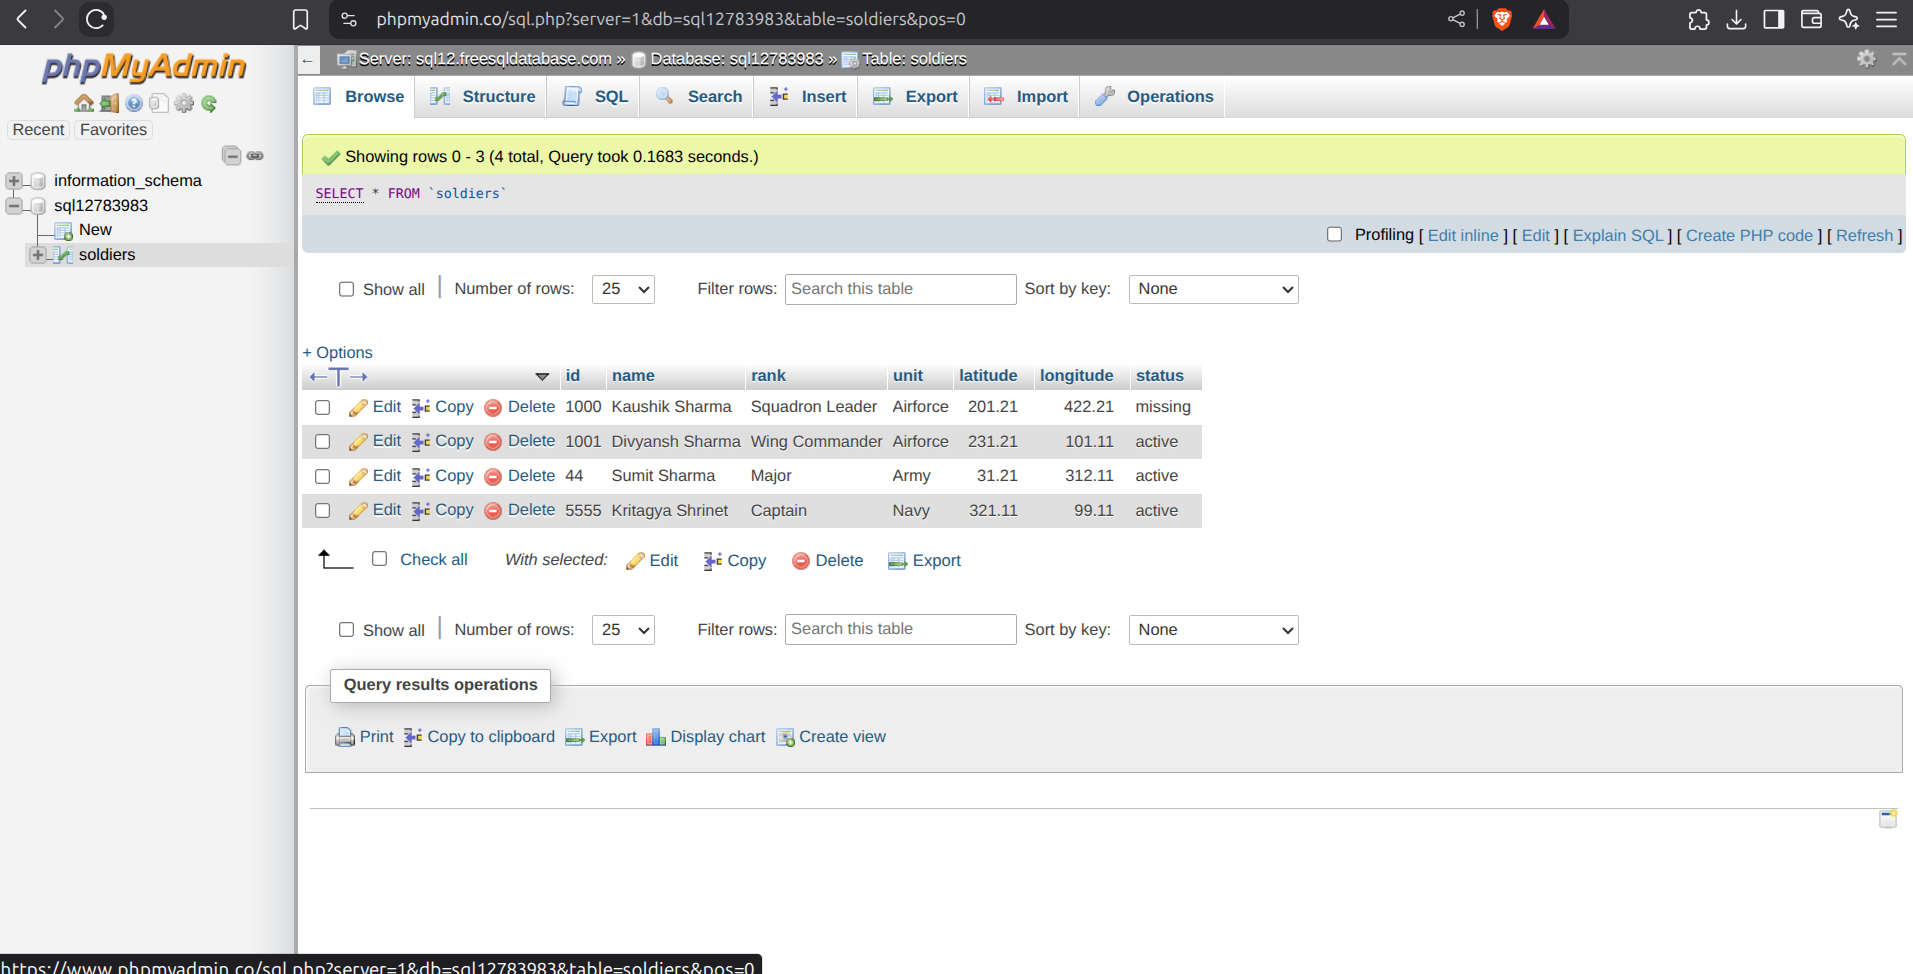 phpmyadmin.co/sql.php?server=1&db=sql12783983&table=soldiers&pos=0
phpMyAdmin
Recent Favorites
information_schema
sql12783983
New
soldiers
Server: sql12.freesqldatabase.com » Database: sql12783983 » Table: soldiers
Browse Structure SQL Search Insert Export Import Operations
Showing rows 0 - 3 (4 total, Query took 0.1683 seconds.)
SELECT * FROM `soldiers`
Profiling [ Edit inline ] [ Edit ] [ Explain SQL ] [ Create PHP code ] [ Refresh ]
Show all | Number of rows: 25 Filter rows: Search this table Sort by key: None
+ Options
←T→ id name rank unit latitude longitude status
Edit Copy Delete 1000 Kaushik Sharma Squadron Leader Airforce 201.21 422.21 missing
Edit Copy Delete 1001 Divyansh Sharma Wing Commander Airforce 231.21 101.11 active
Edit Copy Delete 44 Sumit Sharma Major Army 31.21 312.11 active
Edit Copy Delete 5555 Kritagya Shrinet Captain Navy 321.11 99.11 active
Check all With selected: Edit Copy Delete Export
Show all | Number of rows: 25 Filter rows: Search this table Sort by key: None
Query results operations
Print Copy to clipboard Export Display chart Create view
https://www.phpmyadmin.co/sql.php?server=1&db=sql12783983&table=soldiers&pos=0